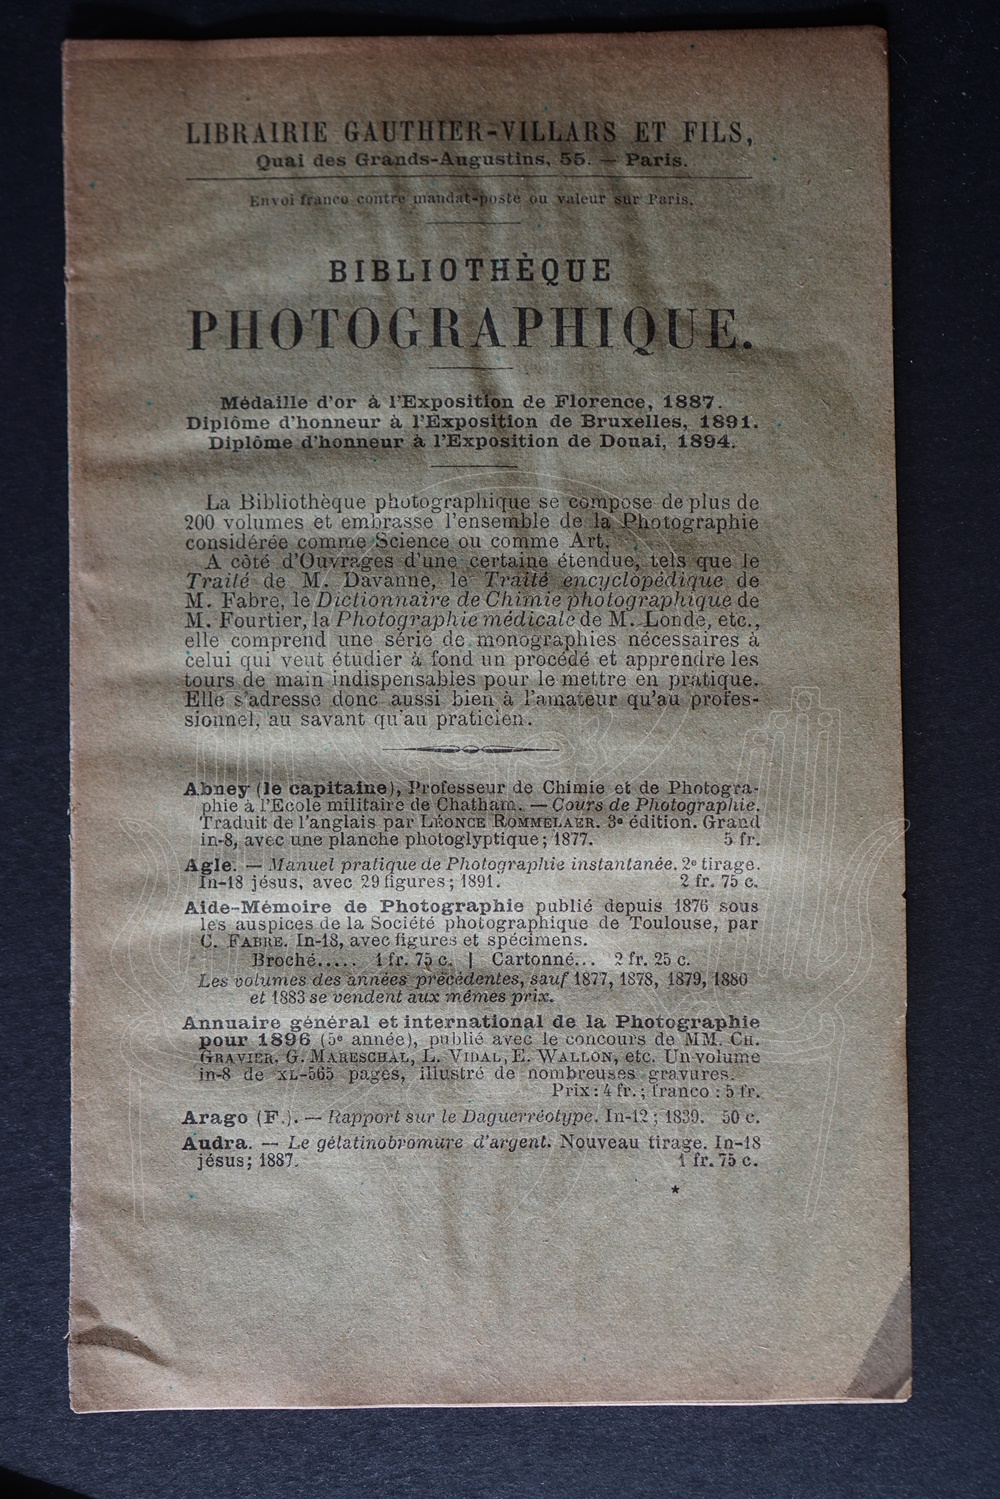 LIBRAIRIE GAUTHIER-VILLARS ET FILS,
Quai des Grands-Augustins, 55. — Paris.
Envoi franco contre mandat-poste ou valeur sur Paris.
BIBLIOTHÈQUE
PHOTOGRAPHIQUE.
Médaille d'or à l'Exposition de Florence, 1887.
Diplôme d'honneur à l'Exposition de Bruxelles, 1891.
Diplôme d'honneur à l'Exposition de Douai, 1894.
La Bibliothèque photographique se compose de plus de
200 volumes et embrasse l'ensemble de la Photographie
considérée comme Science ou comme Art.
A côté d'Ouvrages d'une certaine étendue, tels que le
Traité de M. Davanne, le Traité encyclopédique de
M. Fabre, le Dictionnaire de Chimie photographique de
M. Fourtier, la Photographie médicale de M. Londe, etc.,
elle comprend une série de monographies nécessaires à
celui qui veut étudier à fond un procédé et apprendre les
tours de main indispensables pour le mettre en pratique.
Elle s'adresse donc aussi bien à l'amateur qu'au profes-
sionnel, au savant qu'au praticien.
Abney (le capitaine), Professeur de Chimie et de Photogra-
phie à l'Ecole militaire de Chatham. — Cours de Photographie.
Traduit de l'anglais par LÉONCE ROMMELAER. 3e édition. Grand
in-8, avec une planche photoglyptique; 1877. 5 fr.
Agle. — Manuel pratique de Photographie instantanée. 2e tirage.
In-18 jésus, avec 29 figures; 1891. 2 fr. 75 c.
Aide-Mémoire de Photographie publié depuis 1876 sous
les auspices de la Société photographique de Toulouse, par
C. FABRE. In-18, avec figures et spécimens.
Broché..... 1 fr. 75 c. | Cartonné... 2 fr. 25 c.
Les volumes des années précédentes, sauf 1877, 1878, 1879, 1880
et 1883 se vendent aux mêmes prix.
Annuaire général et international de la Photographie
pour 1896 (5e année), publié avec le concours de MM. CH.
GRAVIER, G. MARESCHAL, L. VIDAL, E. WALLON, etc. Un volume
in-8 de XL-565 pages, illustré de nombreuses gravures.
Prix : 4 fr.; franco : 5 fr.
Arago (F.). — Rapport sur le Daguerréotype. In-12; 1839. 50 c.
Audra. — Le gélatinobromure d'argent. Nouveau tirage. In-18
jésus; 1887. 1 fr. 75 c.
*